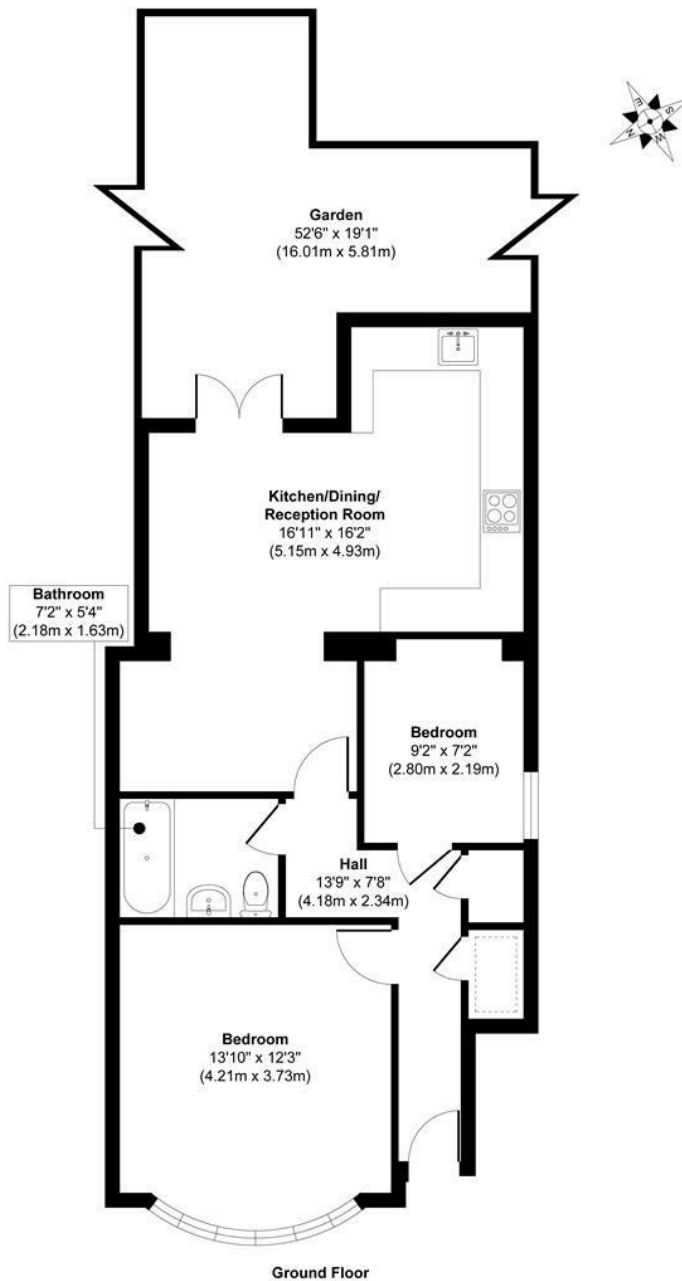 E
S
N
W
Garden
52'6" x 19'1"
(16.01m x 5.81m)
Kitchen/Dining/
Reception Room
16'11" x 16'2"
(5.15m x 4.93m)
Bathroom
7'2" x 5'4"
(2.18m x 1.63m)
Bedroom
9'2" x 7'2"
(2.80m x 2.19m)
Hall
13'9" x 7'8"
(4.18m x 2.34m)
Bedroom
13'10" x 12'3"
(4.21m x 3.73m)
Ground Floor